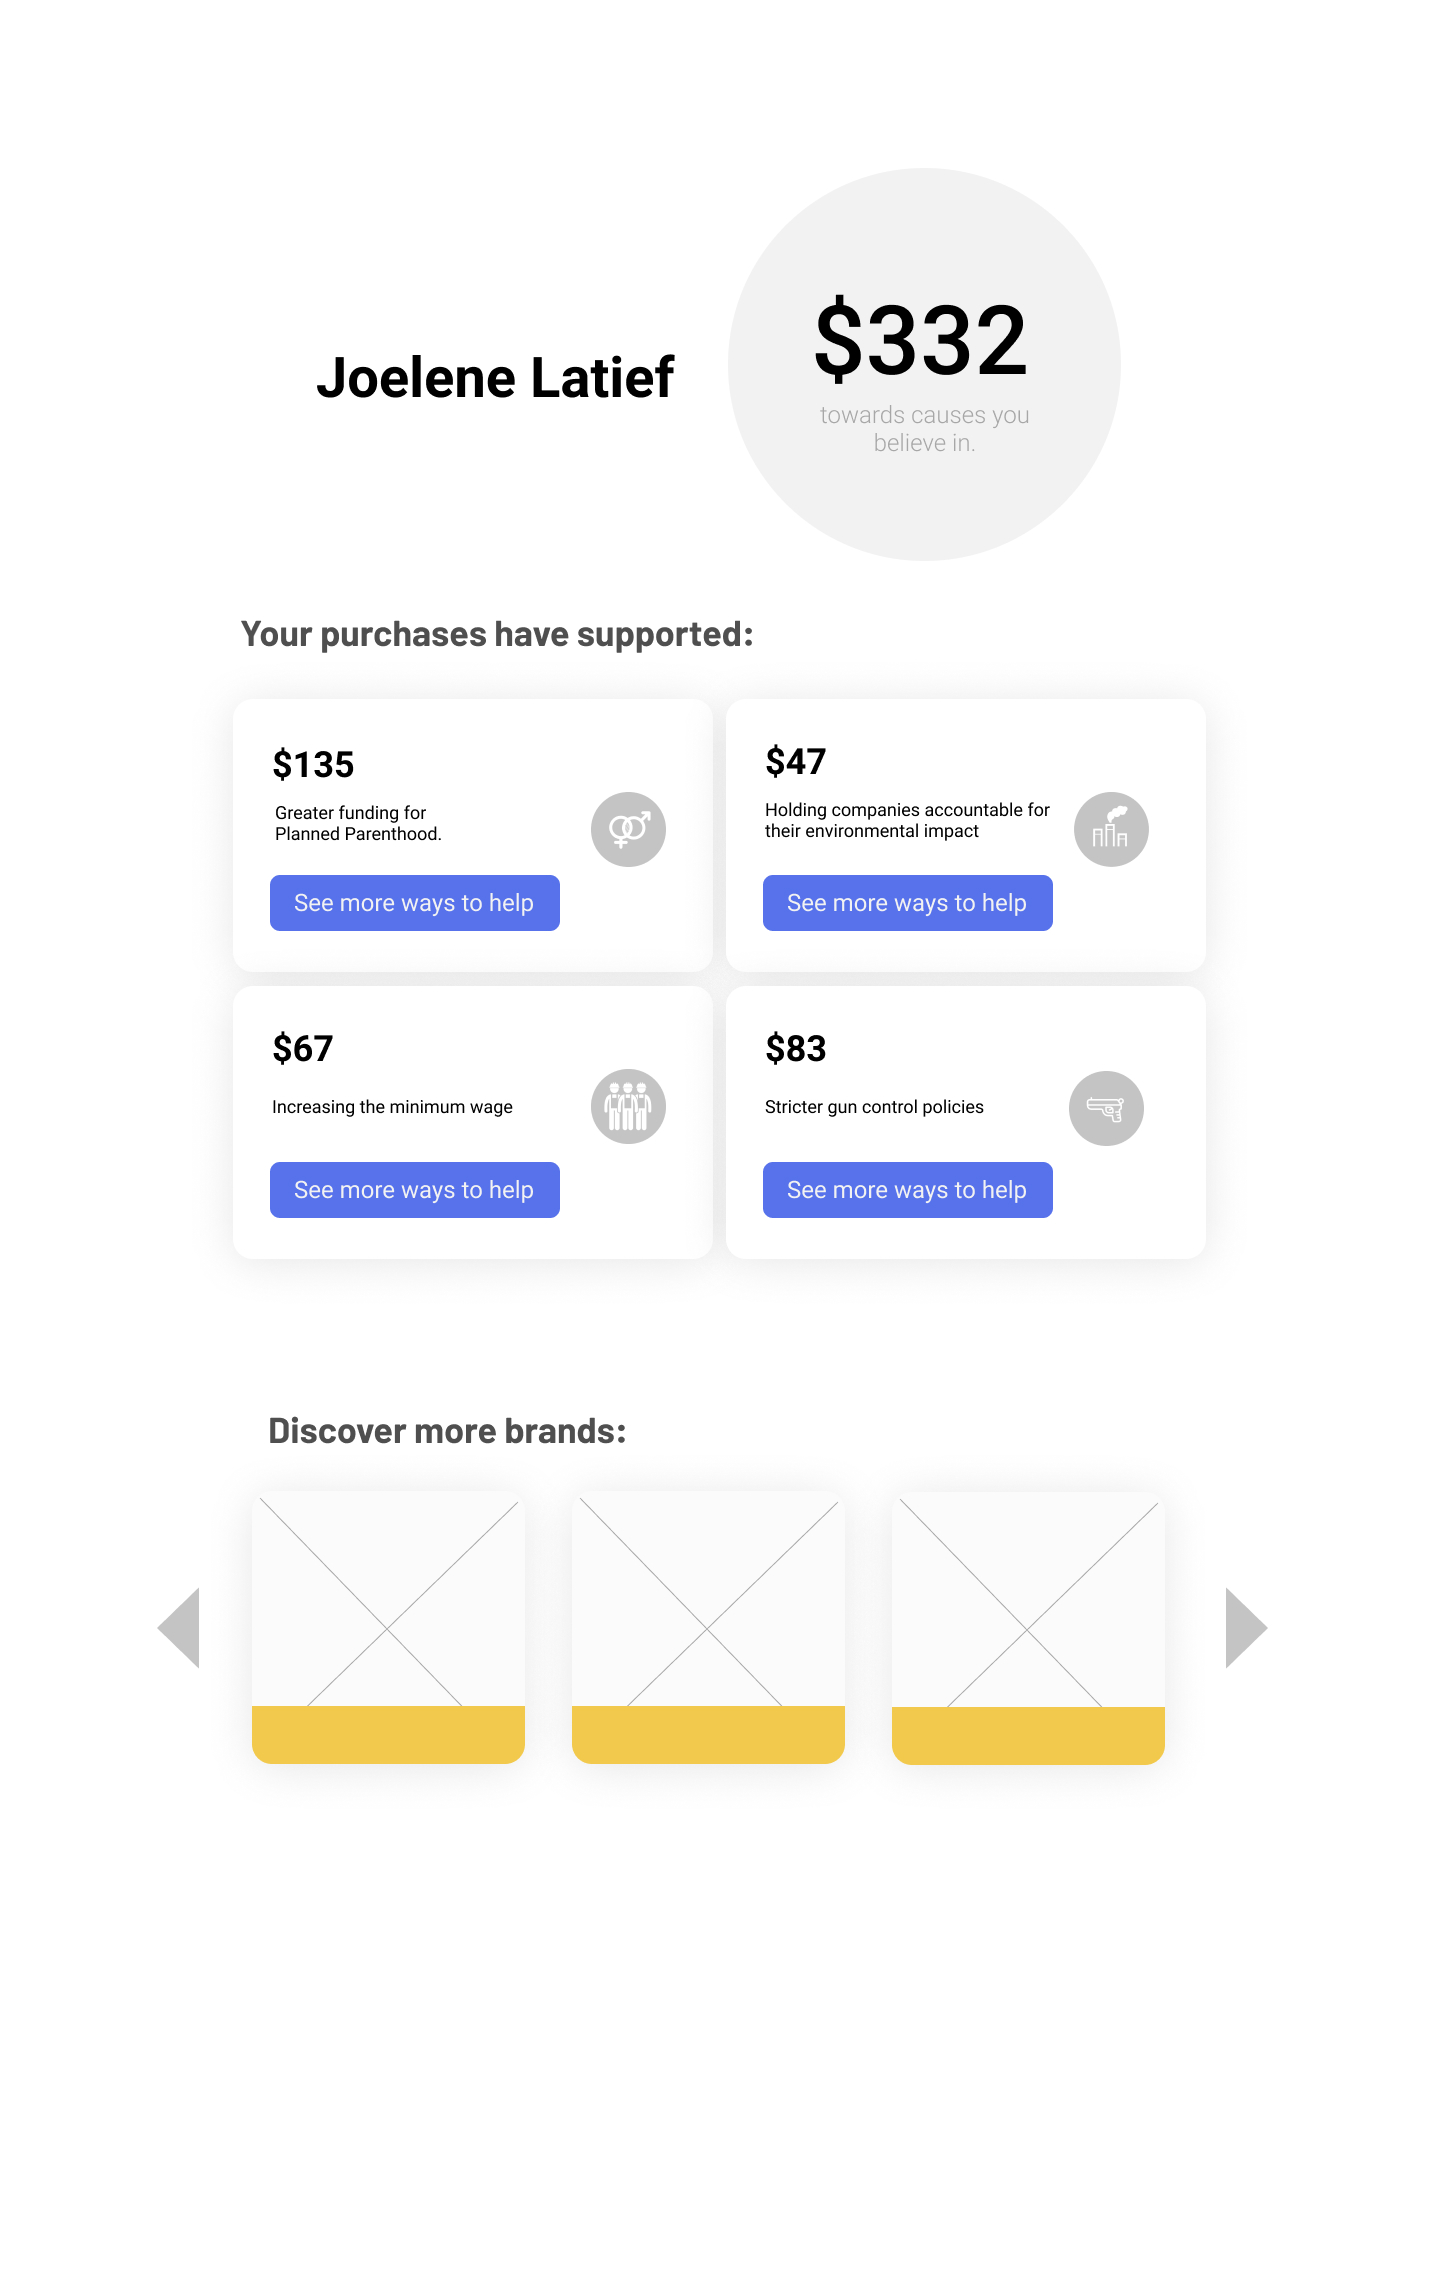 Joelene Latief
$332
towards causes you
believe in.
Your purchases have supported:
$135
Greater funding for
Planned Parenthood.
See more ways to help
$47
Holding companies accountable for
their environmental impact
See more ways to help
$67
Increasing the minimum wage
See more ways to help
$83
Stricter gun control policies
See more ways to help
Discover more brands: